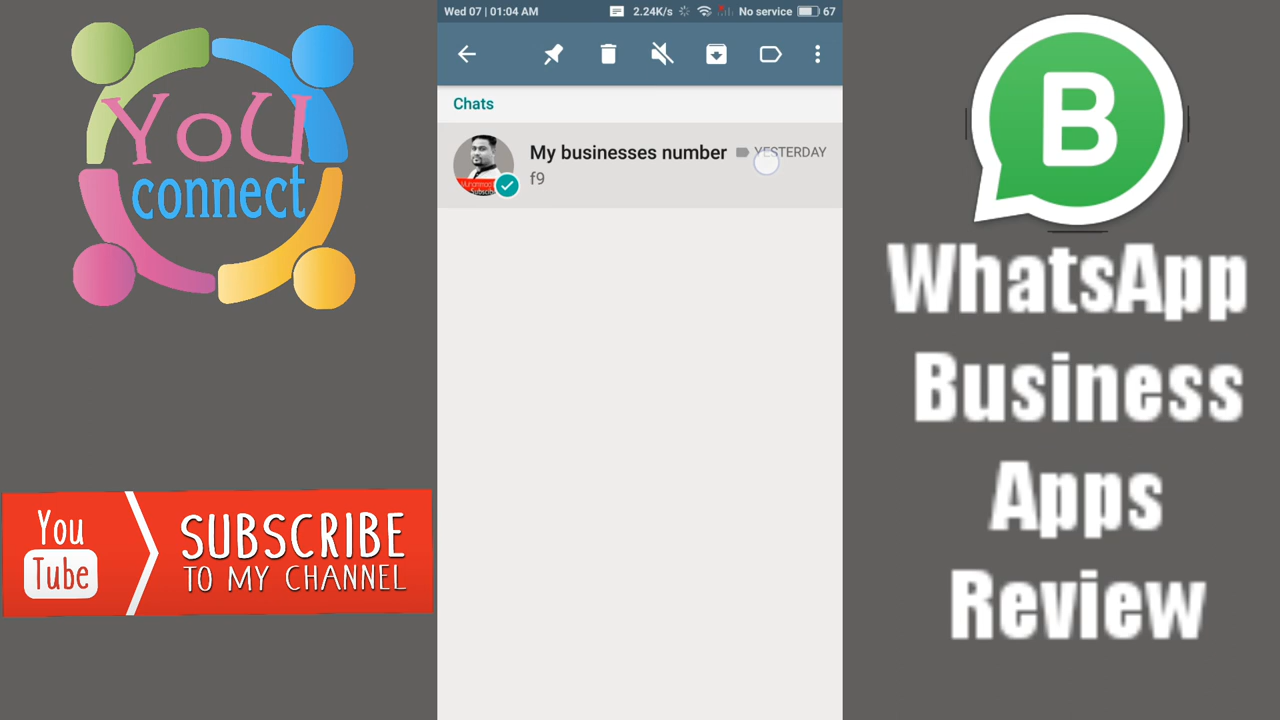 YoU
connect
You
Tube
SUBSCRIBE
TO MY CHANNEL
Wed 07 | 01:04 AM 2.24K/s No service 67
Chats
My businesses number YESTERDAY
f9
B
WhatsApp
Business
Apps
Review